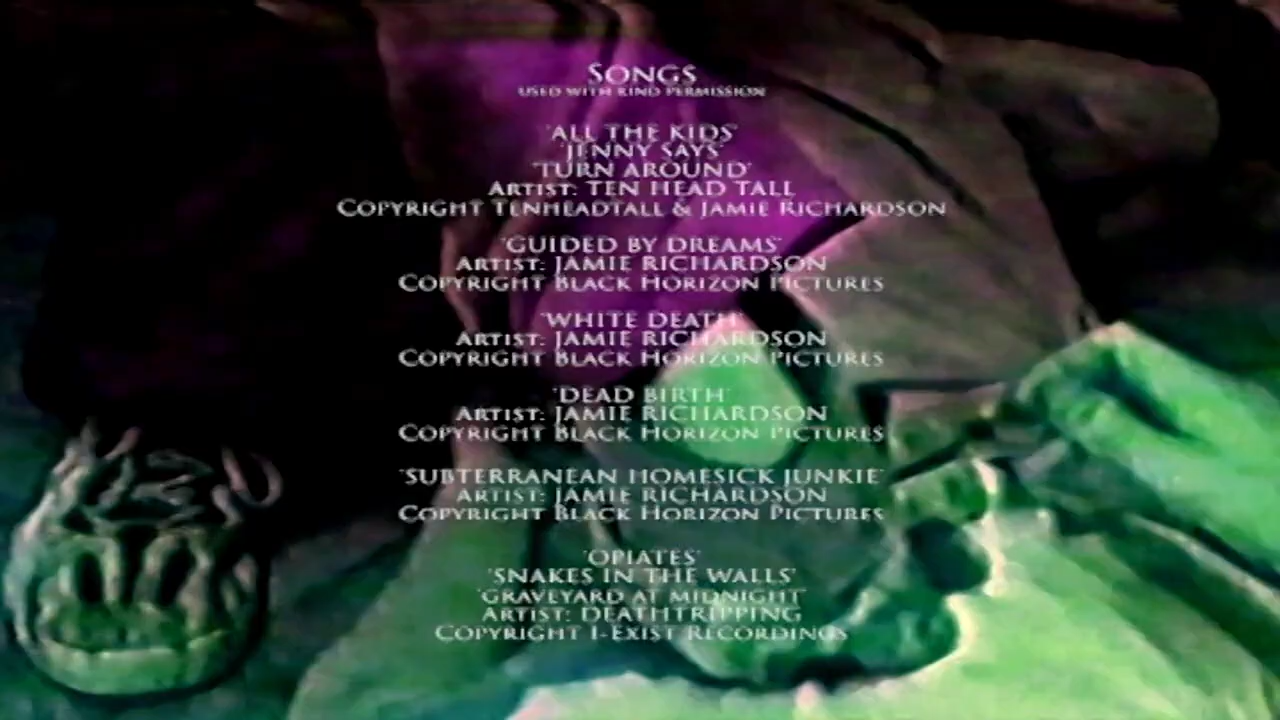 SONGS
USED WITH KIND PERMISSION
'ALL THE KIDS'
'JENNY SAYS'
'TURN AROUND'
ARTIST: TEN HEAD TALL
COPYRIGHT TENHEADTALL & JAMIE RICHARDSON
'GUIDED BY DREAMS'
ARTIST: JAMIE RICHARDSON
COPYRIGHT BLACK HORIZON PICTURES
'WHITE DEATH'
ARTIST: JAMIE RICHARDSON
COPYRIGHT BLACK HORIZON PICTURES
'DEAD BIRTH'
ARTIST: JAMIE RICHARDSON
COPYRIGHT BLACK HORIZON PICTURES
'SUBTERRANEAN HOMESICK JUNKIE'
ARTIST: JAMIE RICHARDSON
COPYRIGHT BLACK HORIZON PICTURES
'OPIATES'
'SNAKES IN THE WALLS'
'GRAVEYARD AT MIDNIGHT'
ARTIST: DEATHTRIPPING
COPYRIGHT I-EXIST RECORDINGS